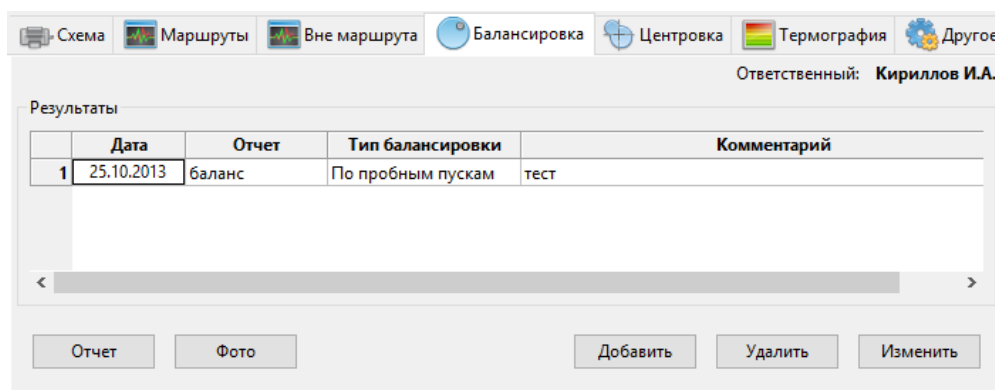 Схема Маршруты Вне маршрута Балансировка Центровка Термография Другое
Ответственный: Кириллов И.А.
Результаты
Дата Отчет Тип балансировки Комментарий
1 25.10.2013 баланс По пробным пускам тест
Отчет Фото Добавить Удалить Изменить